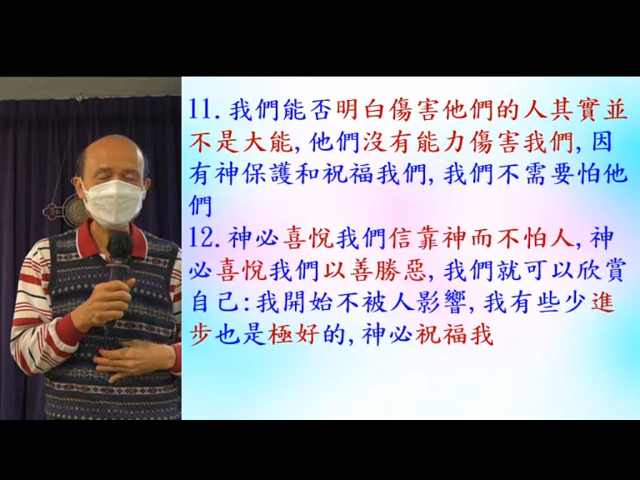 11.我們能否明白傷害他們的人其實並
不是大能,他們沒有能力傷害我們,因
有神保護和祝福我們,我們不需要怕他
們
12.神必喜悅我們信靠神而不怕人,神
必喜悅我們以善勝惡,我們就可以欣賞
自己:我開始不被人影響,我有些少進
步也是極好的,神必祝福我